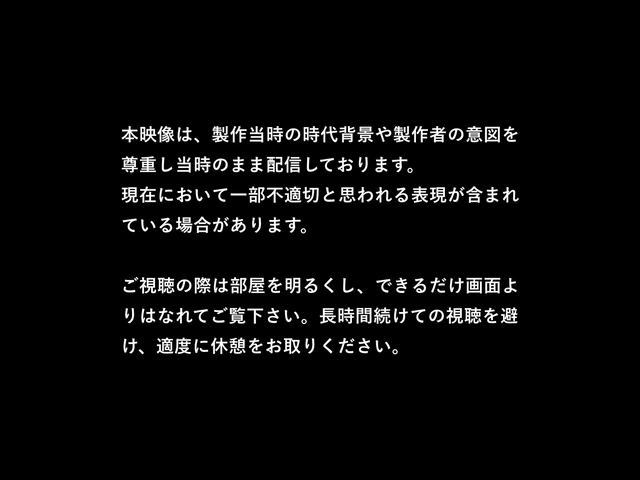 本映像は、製作当時の時代背景や製作者の意図を
尊重し当時のまま配信しております。
現在において一部不適切と思われる表現が含まれ
ている場合があります。
ご視聴の際は部屋を明るくし、できるだけ画面よ
りはなれてご覧下さい。長時間続けての視聴を避
け、適度に休憩をお取りください。